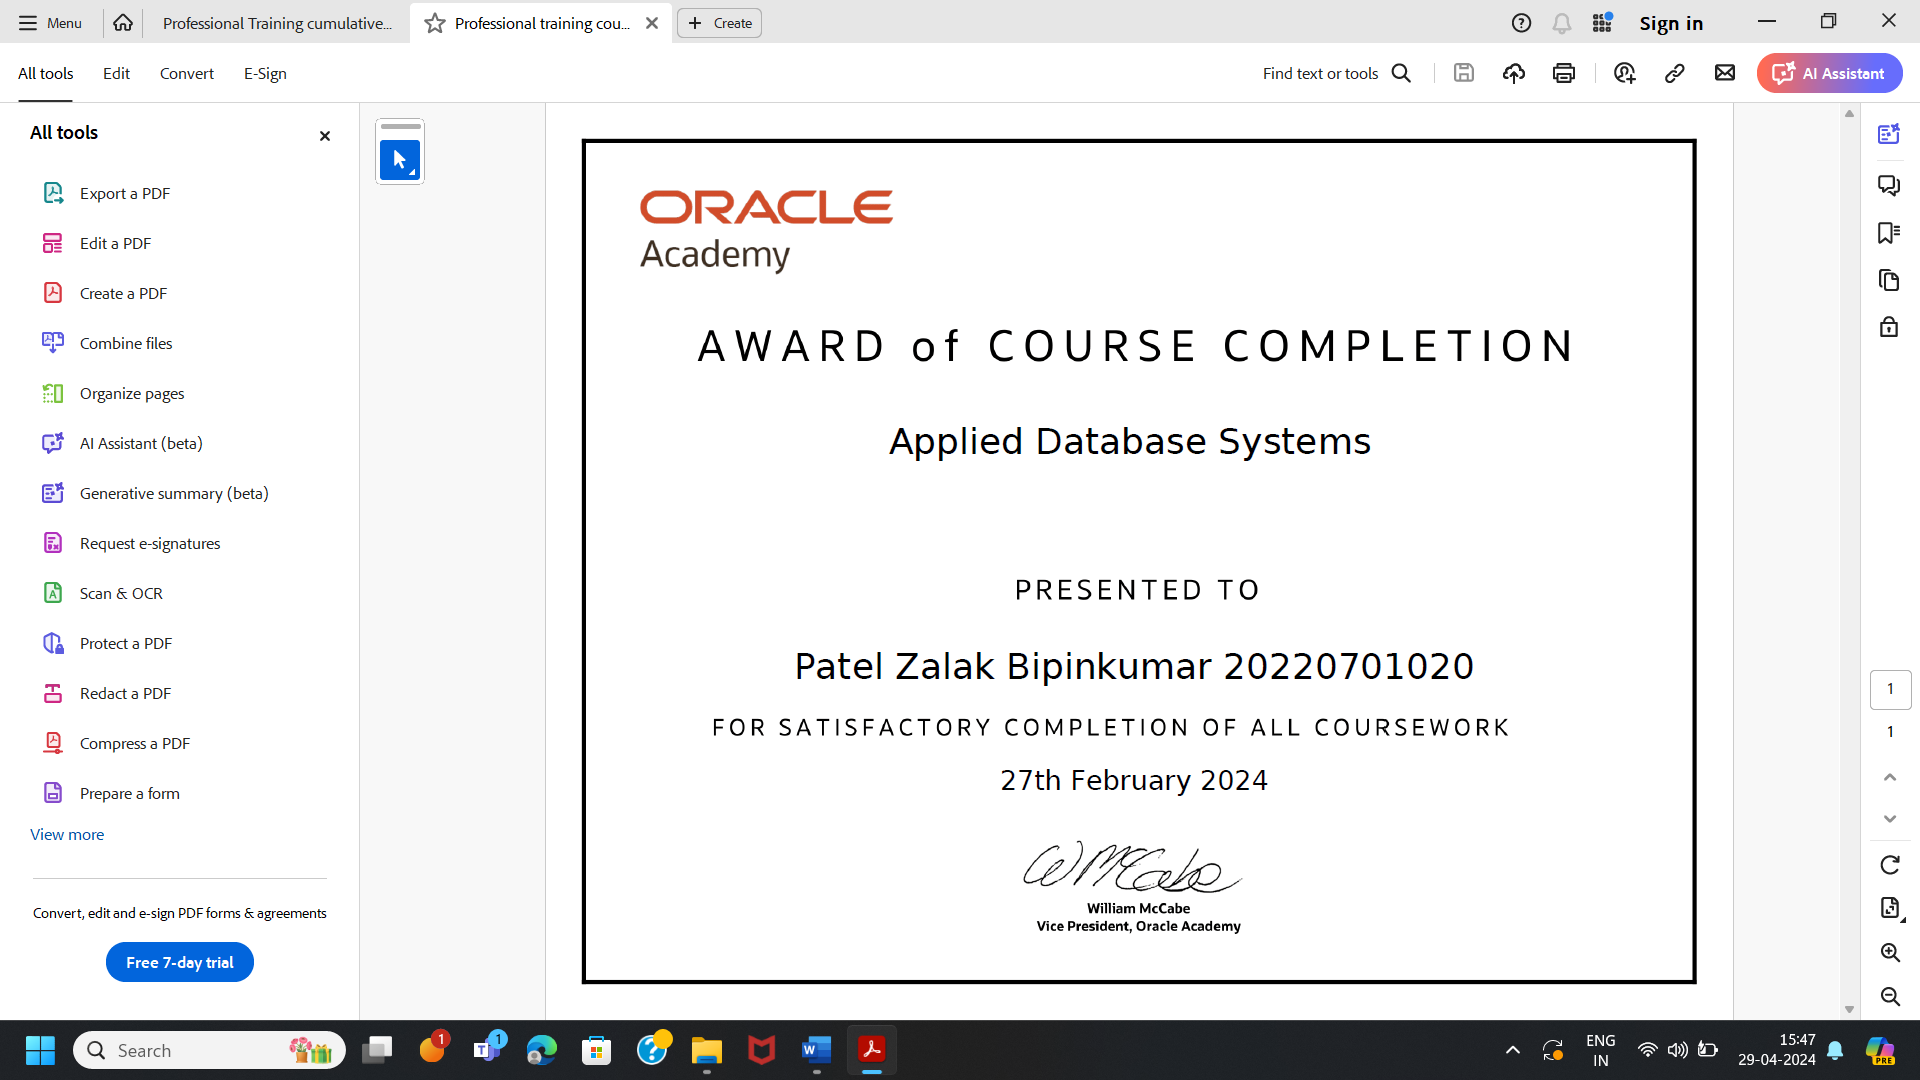 Menu
Professional Training cumulative...
Professional training cou...
Create
Sign in
All tools
Edit
Convert
E-Sign
Find text or tools
AI Assistant
All tools
Export a PDF
Edit a PDF
Create a PDF
Combine files
Organize pages
AI Assistant (beta)
Generative summary (beta)
Request e-signatures
Scan & OCR
Protect a PDF
Redact a PDF
Compress a PDF
Prepare a form
View more
Convert, edit and e-sign PDF forms & agreements
Free 7-day trial
ORACLE
Academy
AWARD of COURSE COMPLETION
Applied Database Systems
PRESENTED TO
Patel Zalak Bipinkumar 20220701020
FOR SATISFACTORY COMPLETION OF ALL COURSEWORK
27th February 2024
WMcCabe
William McCabe
Vice President, Oracle Academy
1
1
Search
1
1
ENG
IN
15:47
29-04-2024
PRE